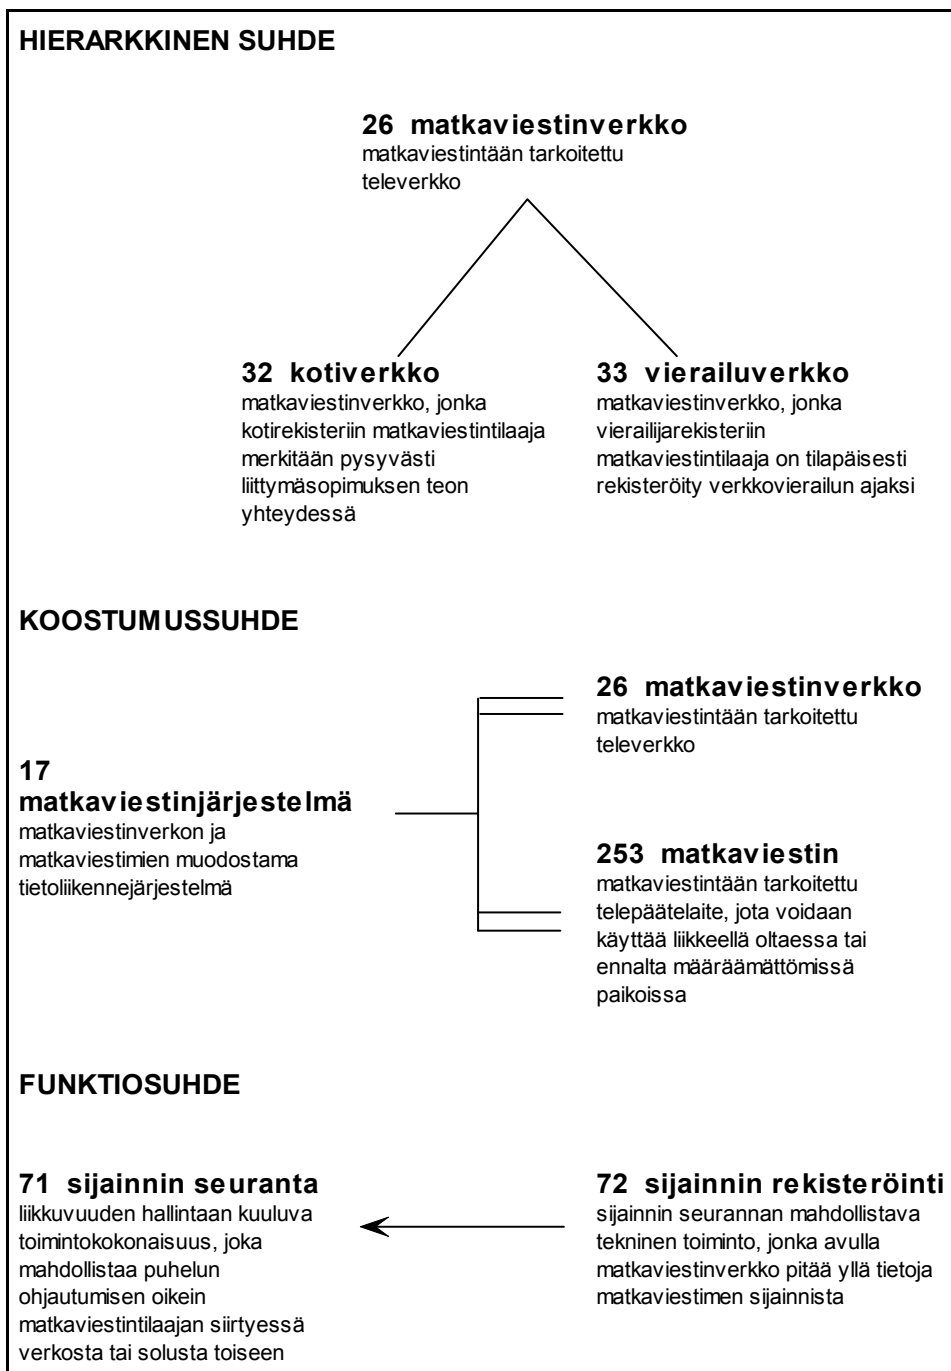 HIERARKKINEN SUHDE
26 matkaviestinverkko
matkaviestintään tarkoitettu
televerkko
32 kotiverkko
matkaviestinverkko, jonka
kotirekisteriin matkaviestintilaaja
merkitään pysyvästi
liittymäsopimuksen teon
yhteydessä
33 vierailuverkko
matkaviestinverkko, jonka
vierailijarekisteriin
matkaviestintilaaja on tilapäisesti
rekisteröity verkkovierailun ajaksi
KOOSTUMUSSUHDE
17
matkaviestinjärjestelmä
matkaviestinverkon ja
matkaviestimien muodostama
tietoliikennejärjestelmä
26 matkaviestinverkko
matkaviestintään tarkoitettu
televerkko
253 matkaviestin
matkaviestintään tarkoitettu
telepäätelaite, jota voidaan
käyttää liikkeellä oltaessa tai
ennalta määräämättömissä
paikoissa
FUNKTIOSUHDE
71 sijainnin seuranta
liikkuvuuden hallintaan kuuluva
toimintokokonaisuus, joka
mahdollistaa puhelun
ohjautumisen oikein
matkaviestintilaajan siirtyessä
verkosta tai solusta toiseen
72 sijainnin rekisteröinti
sijainnin seurannan mahdollistava
tekninen toiminto, jonka avulla
matkaviestinverkko pitää yllä tietoja
matkaviestimen sijainnista